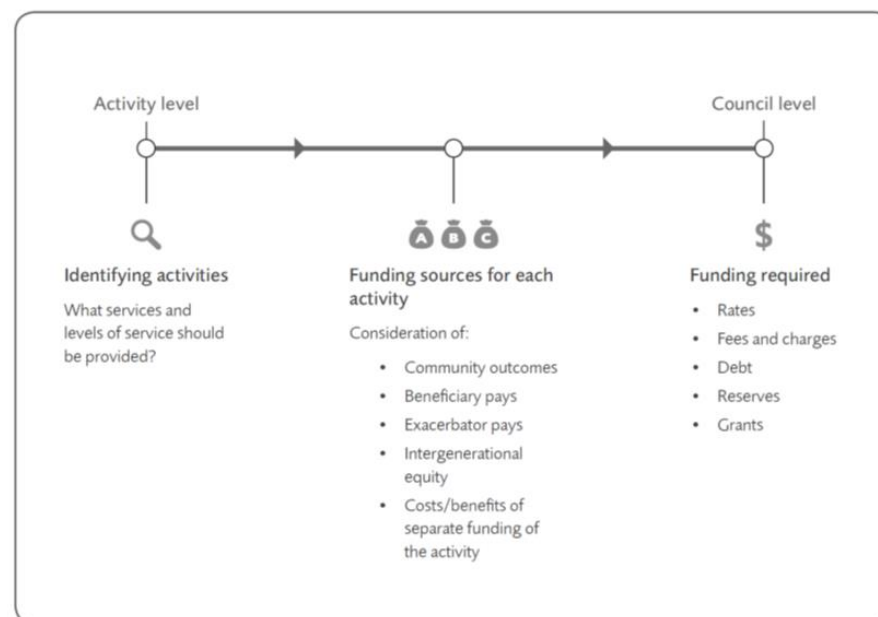 Activity level
Council level
A B C
$
Identifying activities
What services and
levels of service should
be provided?
Funding sources for each
activity
Consideration of:
• Community outcomes
• Beneficiary pays
• Exacerbator pays
• Intergenerational
equity
• Costs/benefits of
separate funding of
the activity
Funding required
• Rates
• Fees and charges
• Debt
• Reserves
• Grants